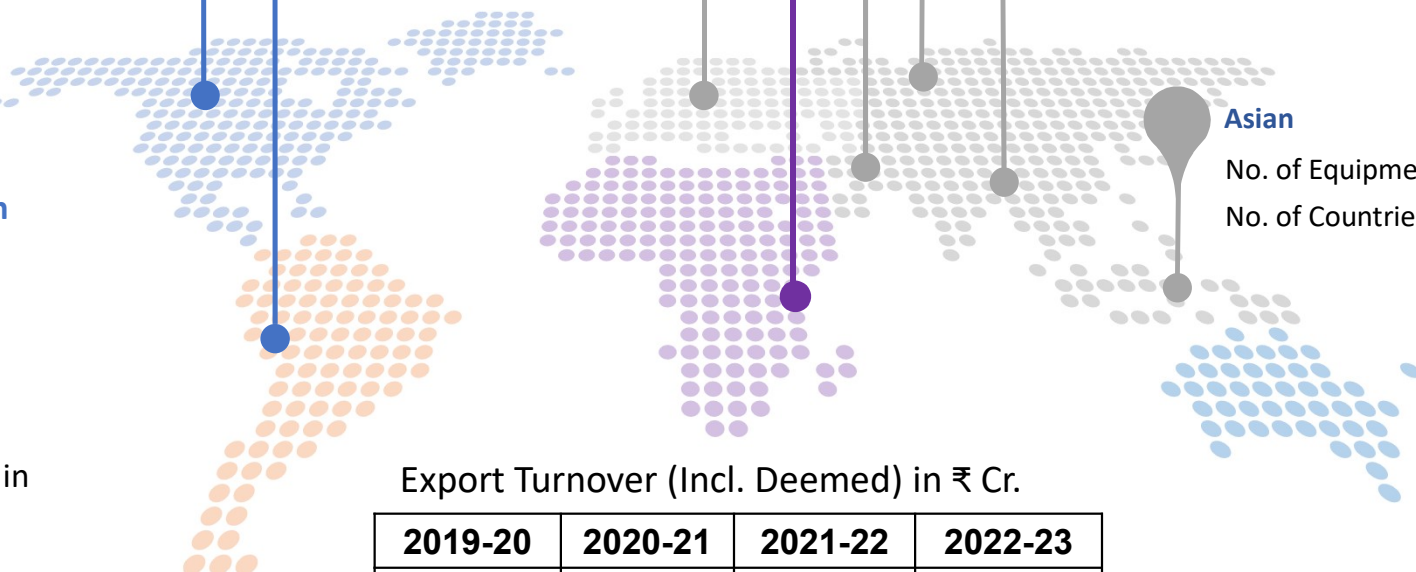 Asian
No. of Equipme
No. of Countrie
n
in
Export Turnover (Incl. Deemed) in ₹ Cr.
2019-20 2020-21 2021-22 2022-23